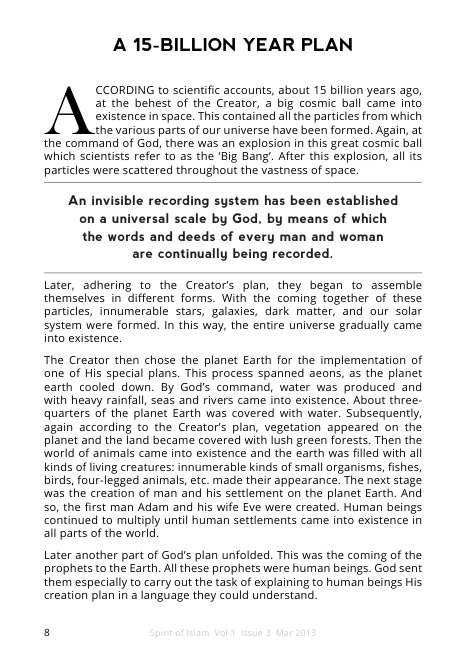 A 15-BILLION YEAR PLAN
ACCORDING to scientific accounts, about 15 billion years ago,
at the behest of the Creator, a big cosmic ball came into
existence in space. This contained all the particles from which
the various parts of our universe have been formed. Again, at
the command of God, there was an explosion in this great cosmic ball
which scientists refer to as the ‘Big Bang’. After this explosion, all its
particles were scattered throughout the vastness of space.
An invisible recording system has been established
on a universal scale by God, by means of which
the words and deeds of every man and woman
are continually being recorded.
Later, adhering to the Creator’s plan, they began to assemble
themselves in different forms. With the coming together of these
particles, innumerable stars, galaxies, dark matter, and our solar
system were formed. In this way, the entire universe gradually came
into existence.
The Creator then chose the planet Earth for the implementation of
one of His special plans. This process spanned aeons, as the planet
earth cooled down. By God’s command, water was produced and
with heavy rainfall, seas and rivers came into existence. About three-
quarters of the planet Earth was covered with water. Subsequently,
again according to the Creator’s plan, vegetation appeared on the
planet and the land became covered with lush green forests. Then the
world of animals came into existence and the earth was filled with all
kinds of living creatures: innumerable kinds of small organisms, fishes,
birds, four-legged animals, etc. made their appearance. The next stage
was the creation of man and his settlement on the planet Earth. And
so, the first man Adam and his wife Eve were created. Human beings
continued to multiply until human settlements came into existence in
all parts of the world.
Later another part of God’s plan unfolded. This was the coming of the
prophets to the Earth. All these prophets were human beings. God sent
them especially to carry out the task of explaining to human beings His
creation plan in a language they could understand.
8 Spirit of Islam Vol 1 Issue 3 Mar 2013